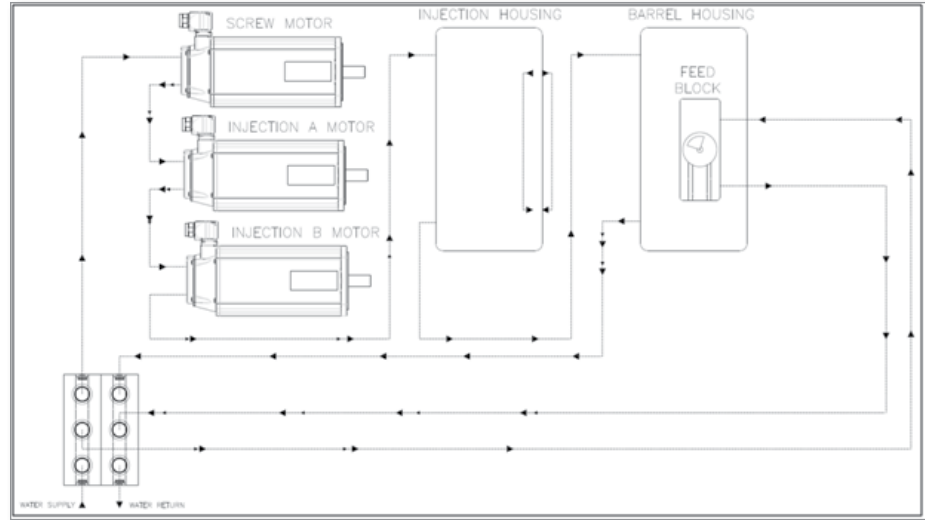 SCREW MOTOR
INJECTION HOUSING
BARREL HOUSING
FEED
BLOCK
INJECTION A MOTOR
INJECTION B MOTOR
WATER SUPPLY
WATER RETURN